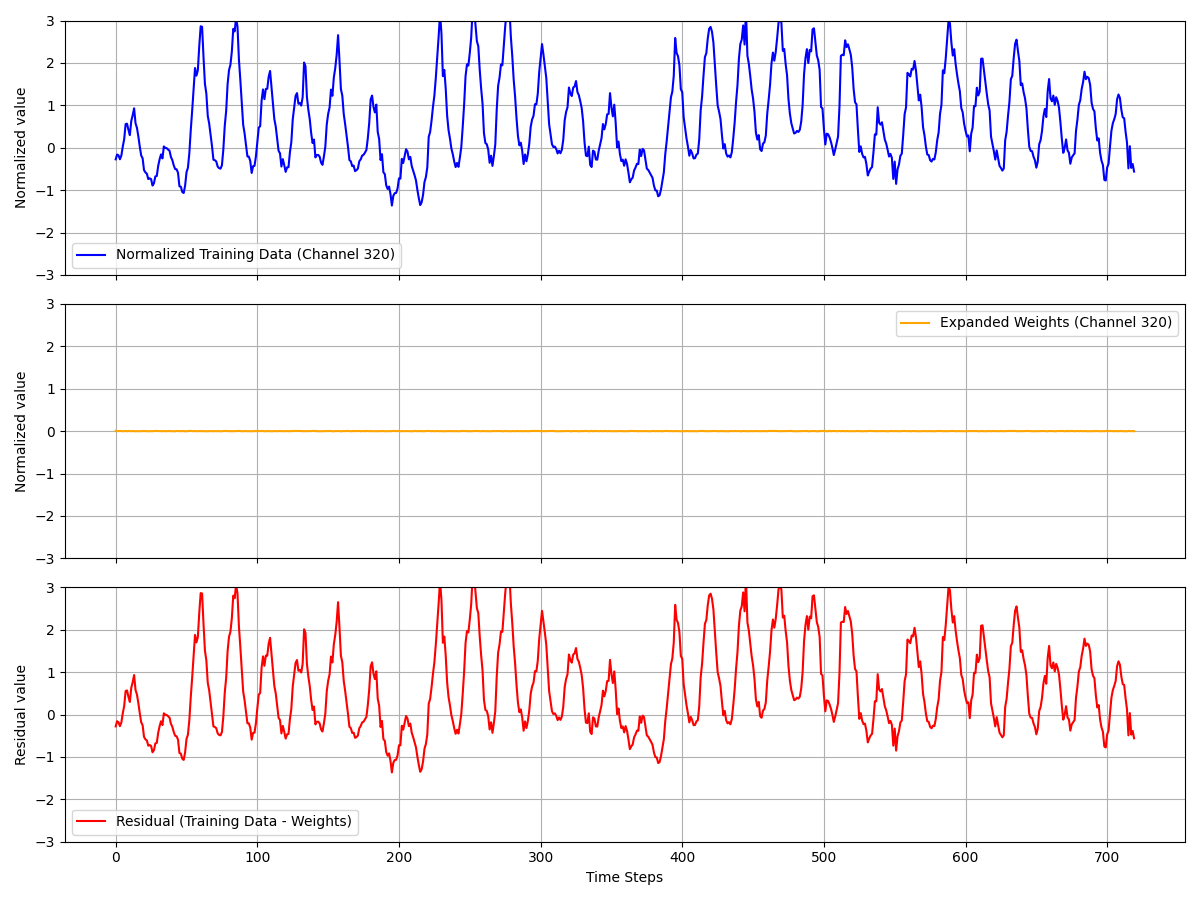 3
2
1
0
−1
−2
−3
Normalized value
Normalized Training Data (Channel 320)
3
2
1
0
−1
−2
−3
Normalized value
Expanded Weights (Channel 320)
3
2
1
0
−1
−2
−3
Residual value
Residual (Training Data - Weights)
0 100 200 300 400 500 600 700
Time Steps